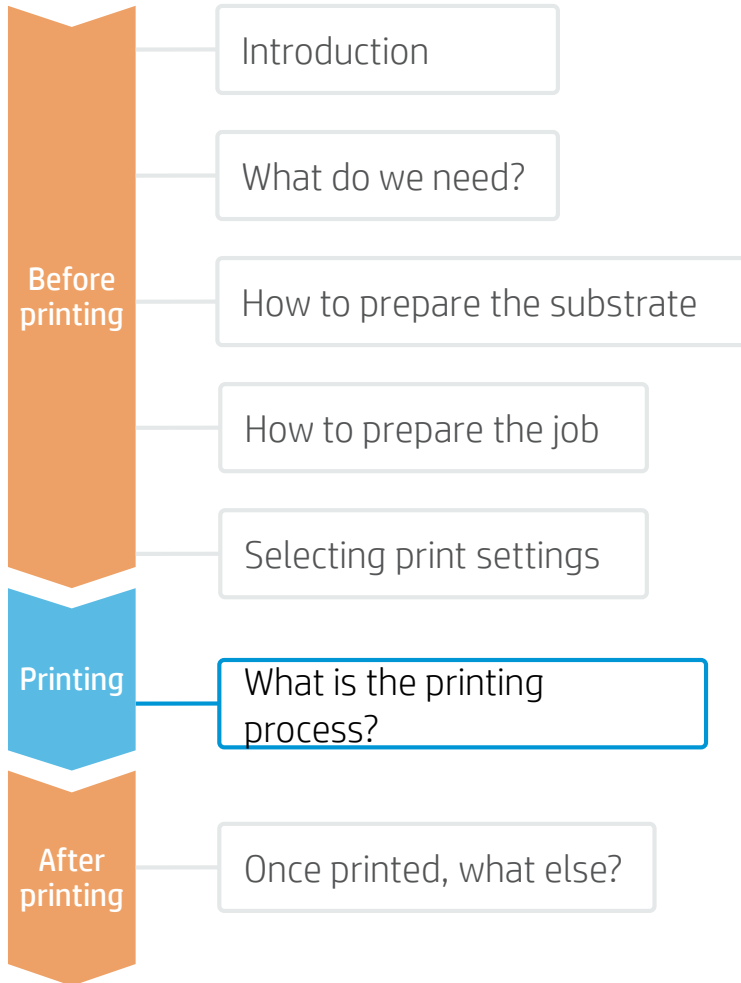 Introduction
What do we need?
Before
printing
How to prepare the substrate
How to prepare the job
Selecting print settings
Printing
What is the printing
process?
After
printing
Once printed, what else?